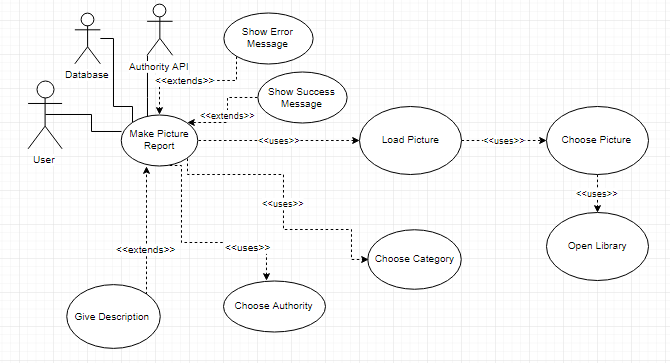 Show Error
Message
Database
Authority API
<<extends>>
Show Success
Message
<<extends>>
User
Make Picture
Report
<<uses>>
Load Picture
<<uses>>
Choose Picture
<<uses>>
<<uses>>
<<extends>>
<<uses>>
Open Library
Choose Category
Give Description
Choose Authority